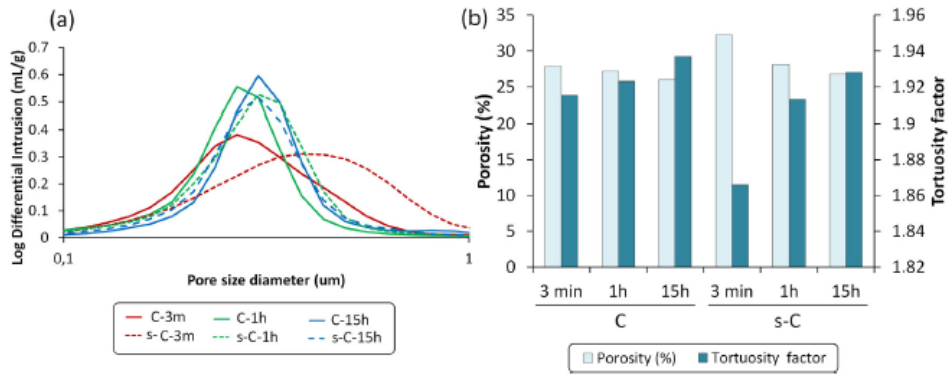 (a)
Log Differential Intrusion (mL/g)
0.7
0.6
0.5
0.4
0.3
0.2
0.1
0
0,1
1
Pore size diameter (um)
C-3m
C-1h
C-15h
s-C-3m
s-C-1h
s-C-15h
(b)
Porosity (%)
35
30
25
20
15
10
5
0
1.96
1.94
1.92
1.9
1.88
1.86
1.84
1.82
Tortuosity factor
3 min 1h 15h 3 min 1h 15h
C s-C
Porosity (%) Tortuosity factor